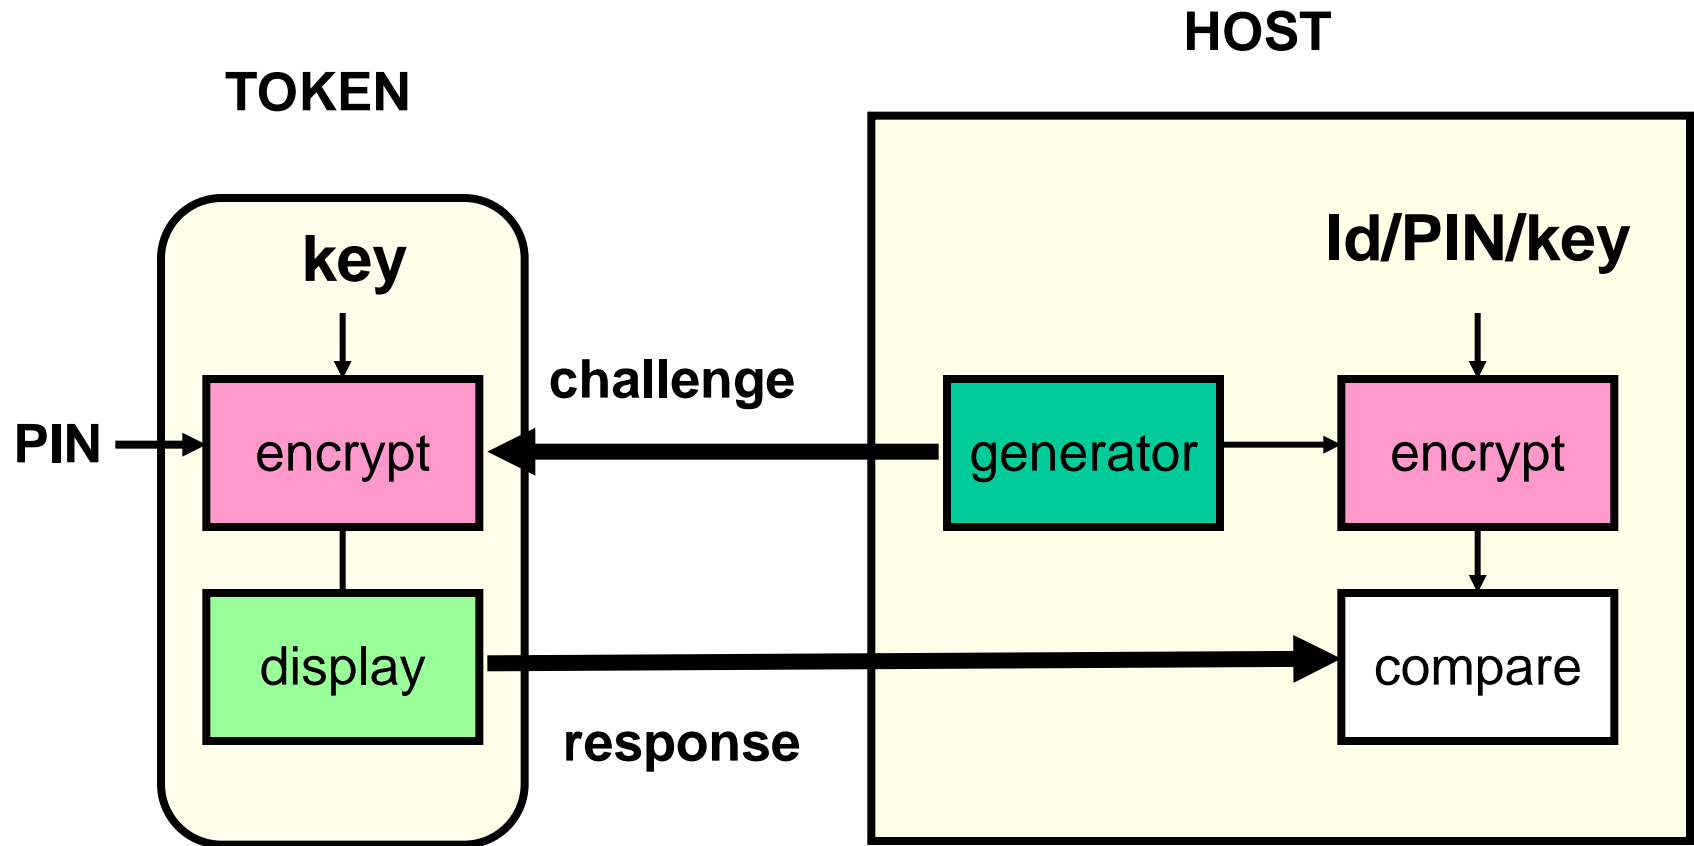 HOST
TOKEN
key
Id/PIN/key
challenge
PIN
encrypt
generator
encrypt
display
compare
response